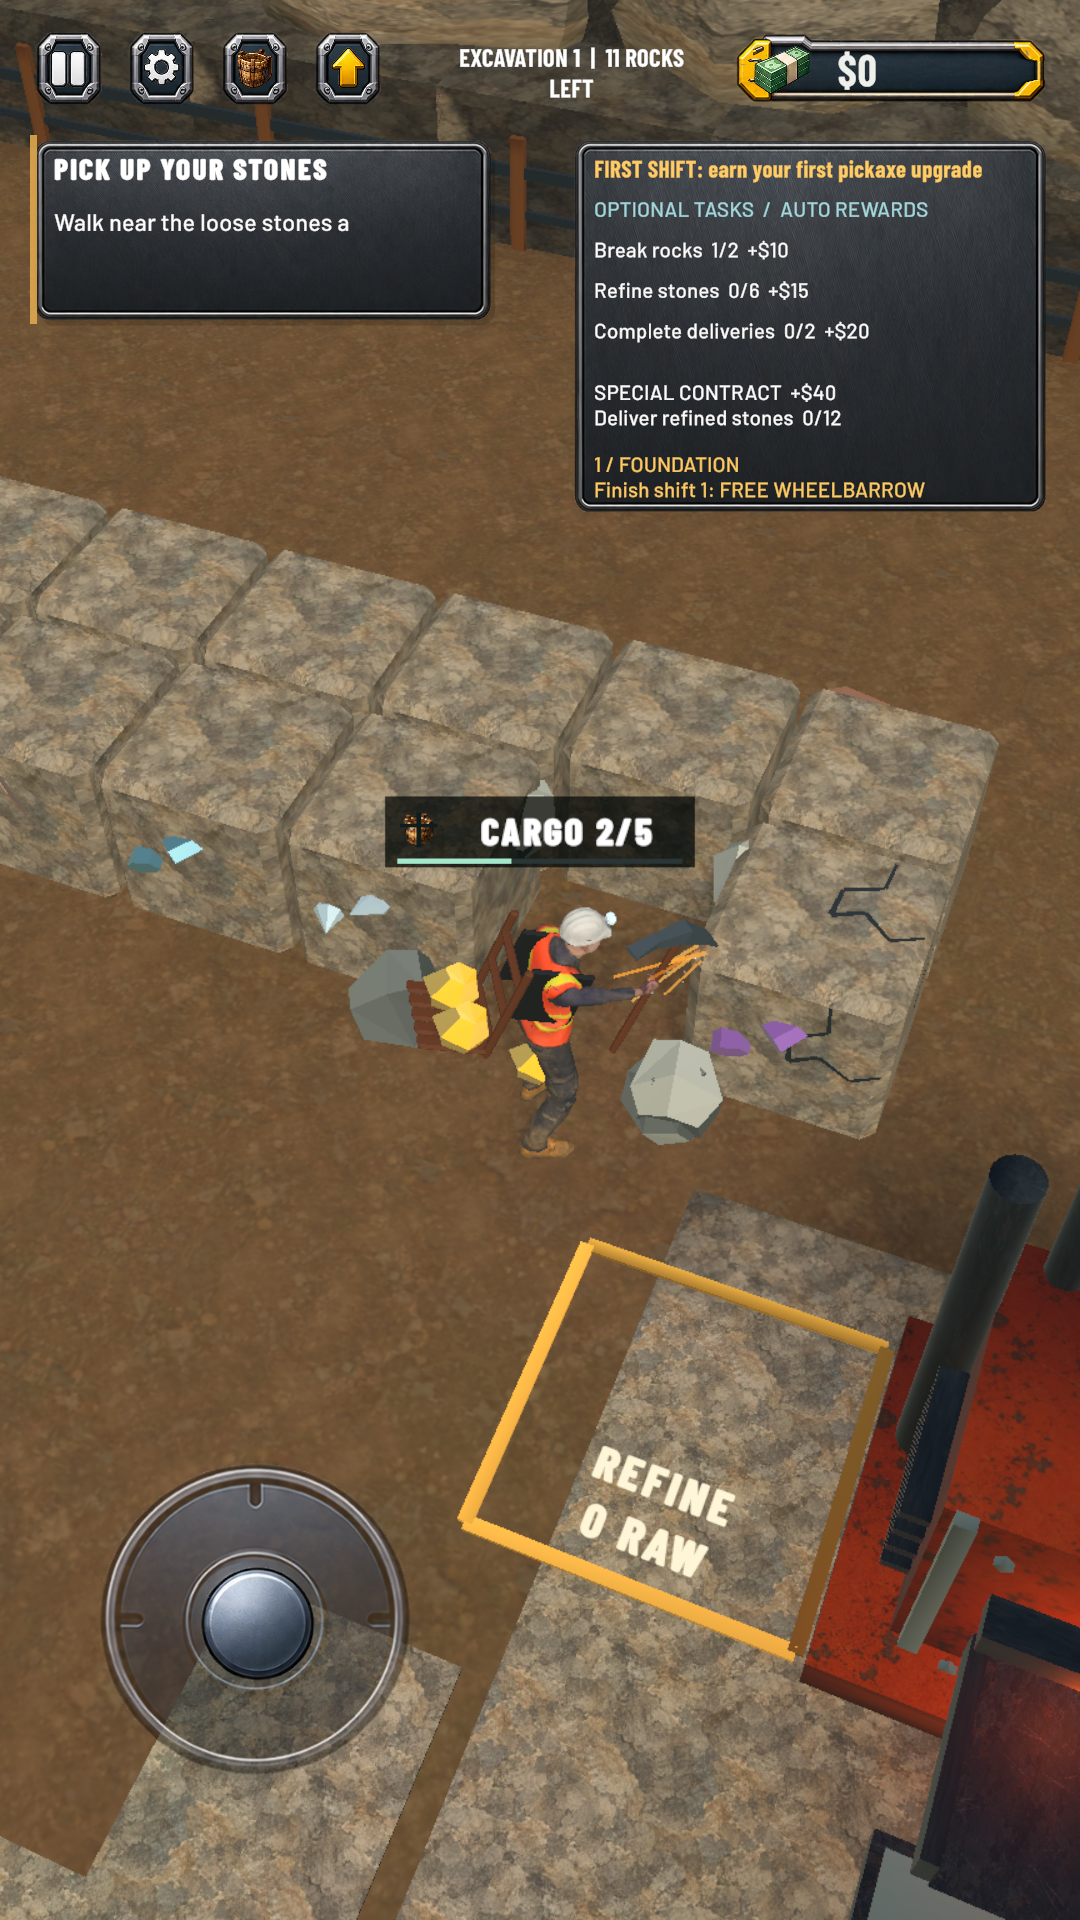 EXCAVATION 1 | 11 ROCKS
LEFT
$0
PICK UP YOUR STONES
Walk near the loose stones a
FIRST SHIFT: earn your first pickaxe upgrade
OPTIONAL TASKS / AUTO REWARDS
Break rocks 1/2 +$10
Refine stones 0/6 +$15
Complete deliveries 0/2 +$20
SPECIAL CONTRACT +$40
Deliver refined stones 0/12
1 / FOUNDATION
Finish shift 1: FREE WHEELBARROW
CARGO 2/5
REFINE
0 RAW